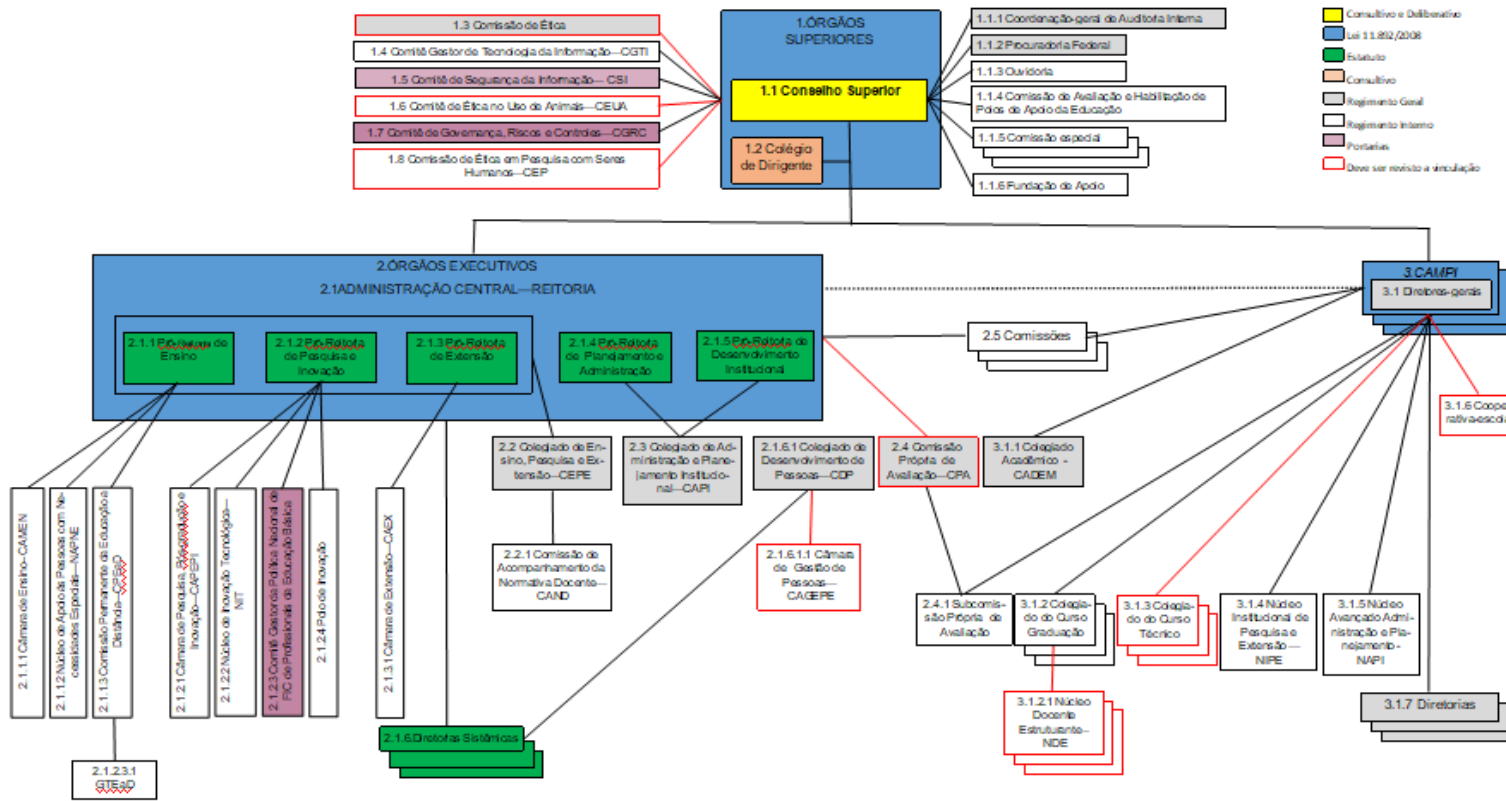 1.3 Comissão de Ética
1.4 Comitê Gestor de Tecnologia da Informação—CGTI
1.5 Comitê de Segurança da Informação— CSI
1.6 Comitê de Ética no Uso de Animais—CEUA
1.7 Comitê de Governança, Riscos e Controles—CGRC
1.8 Comissão de Ética em Pesquisa com Seres
Humanos—CEP
1.ÓRGÃOS
SUPERIORES
1.1 Conselho Superior
1.2 Colégio
de Dirigente
1.1.1 Coordenação-geral de Auditoria Interna
1.1.2 Procuradoria Federal
1.1.3 Ouvidoria
1.1.4 Comissão de Avaliação e Habilitação de
Polos de Apoio da Educação
1.1.5 Comissão especial
1.1.6 Fundação de Apoio
Consultivo e Deliberativo
Lei 11.892/2008
Estatuto
Consultivo
Regimento Geral
Regimento Interno
Portarias
Deve ser revisto a vinculação
2.ÓRGÃOS EXECUTIVOS
2.1ADMINISTRAÇÃO CENTRAL—REITORIA
2.1.1 Pró-Reitoria de
Ensino
2.1.2 Pró-Reitoria
de Pesquisa e
Inovação
2.1.3 Pró-Reitoria
de Extensão
2.1.4 Pró-Reitoria
de Planejamento e
Administração
2.1.5 Pró-Reitoria de
Desenvolvimento
Institucional
2.5 Comissões
3.CAMPI
3.1 Diretores-gerais
3.1.6 Coope-
rativa-escola
2.2 Colegiado de En-
sino, Pesquisa e Ex-
tensão—CEPE
2.3 Colegiado de Ad-
ministração e Plane-
jamento Institucio-
nal—CAPI
2.1.6.1 Colegiado de
Desenvolvimento de
Pessoas—CDP
2.4 Comissão
Própria de
Avaliação—CPA
3.1.1 Colegiado
Acadêmico -
CADEM
2.1.1.1 Câmara de Ensino-CAMEN
2.1.1.12 Núcleo de Apoio às Pessoas com Ne-
cessidades Especiais—NAPNE
2.1.1.3 Comissão Permanente de Educação a
Distância—CPEaD
2.1.2.1 Câmara de Pesquisa, Pós-graduação e
Inovação—CAPEPI
2.1.2.2 Núcleo de Inovação Tecnológica—
NIT
2.1.2.3 Comitê Gestor da Política Nacional de
FIC de Profissionais da Educação Básica
2.1.2.4 Polo de Inovação
2.1.3.1 Câmara de Extensão—CAEX
2.2.1 Comissão de
Acompanhamento da
Normativa Docente—
CAND
2.1.6.1.1 Câmara
de Gestão de
Pessoas—
CAGEPE
2.4.1 Subcomis-
são Própria de
Avaliação
3.1.2 Colegia-
do do Curso
Graduação
3.1.3 Colegia-
do do Curso
Técnico
3.1.4 Núcleo
Institucional de
Pesquisa e
Extensão —
NIPE
3.1.5 Núcleo
Avançado Admi-
nistração e Pla-
nejamento -
NAPI
3.1.2.1 Núcleo
Docente
Estruturante–
NDE
3.1.7 Diretorias
2.1.6 Diretorias Sistêmicas
2.1.2.3.1
GTEaD